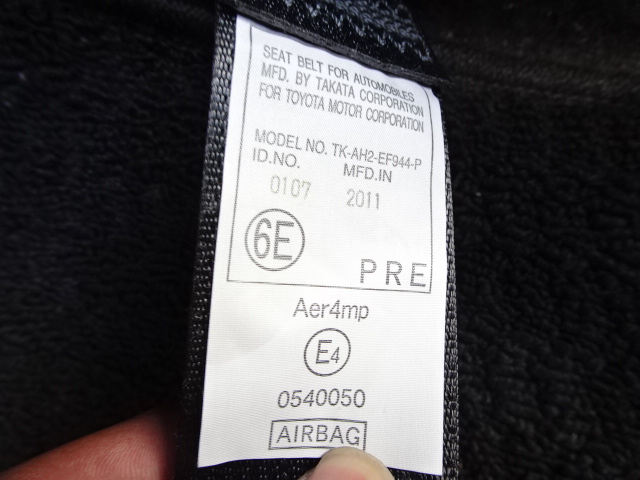 SEAT BELT FOR AUTOMOBILES
MFD. BY TAKATA CORPORATION
FOR TOYOTA MOTOR CORPORATION
MODEL NO. TK-AH2-EF944-P
ID.NO. MFD.IN
0107 2011
6E
PRE
Aer4mp
E4
0540050
AIRBAG